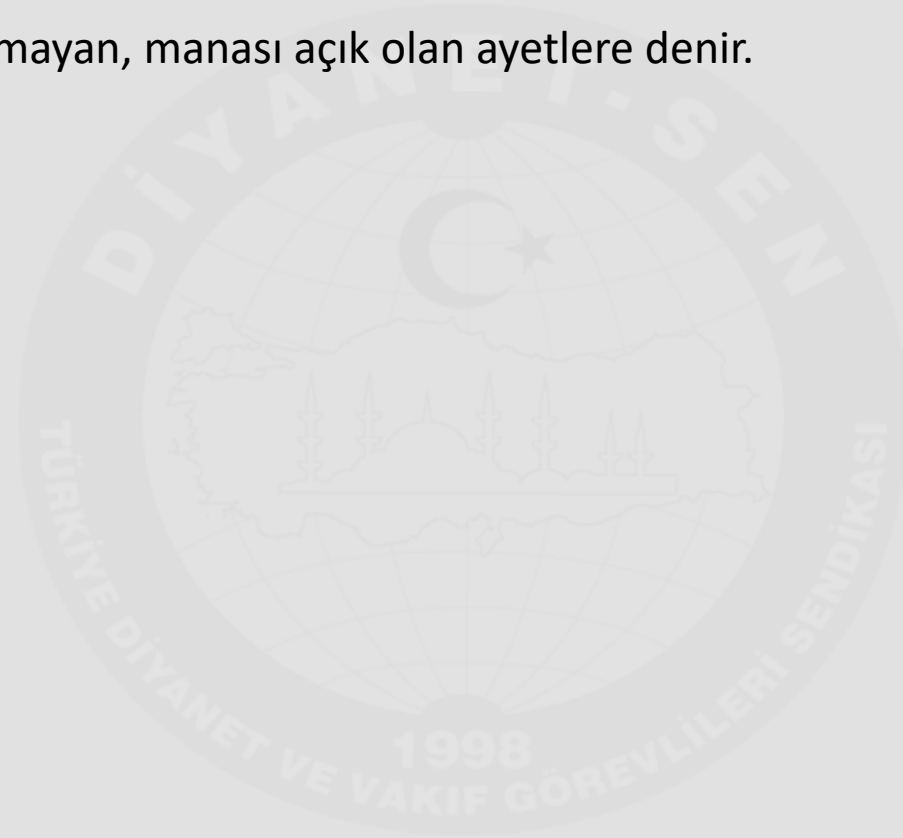 mayan, manası açık olan ayetlere denir.
DİYANET-SEN
TÜRKİYE DİYANET VE VAKIF GÖREVLİLERİ SENDİKASI
1998